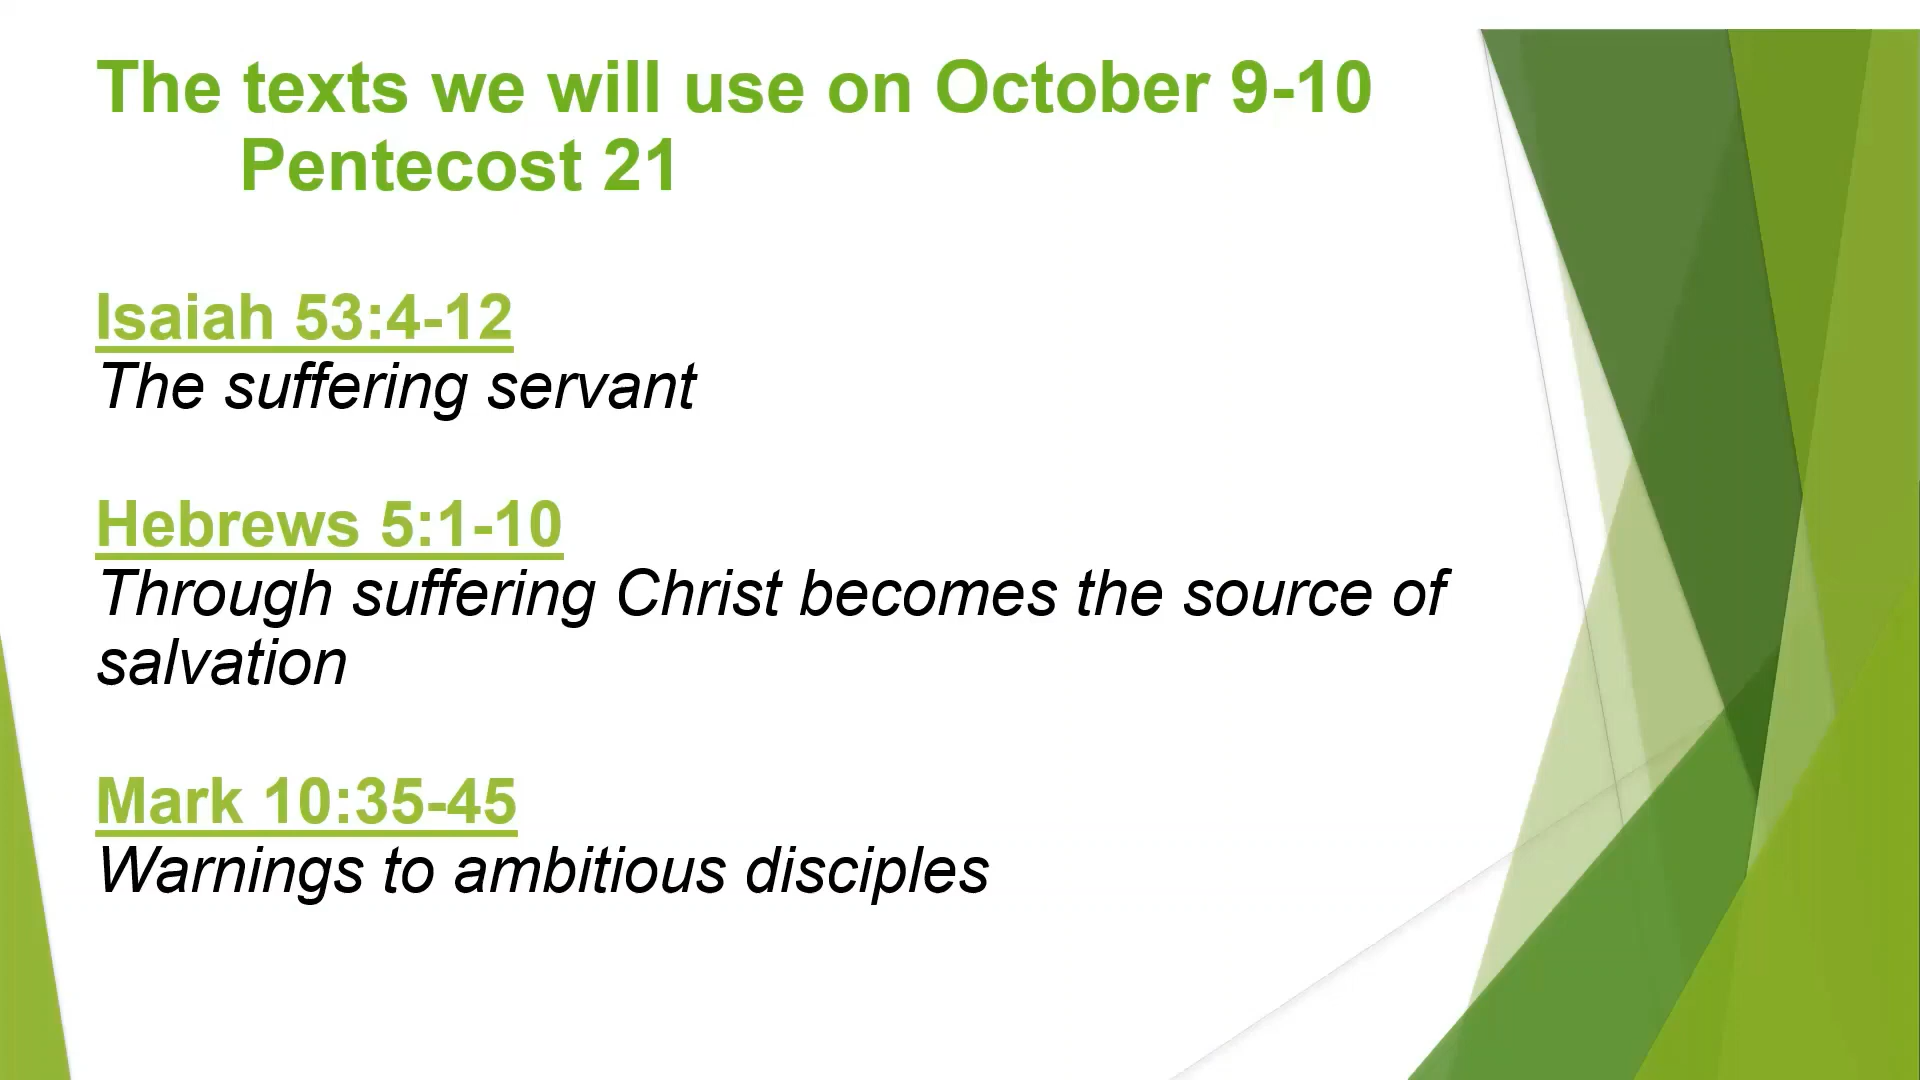 The texts we will use on October 9-10
Pentecost 21
Isaiah 53:4-12
The suffering servant
Hebrews 5:1-10
Through suffering Christ becomes the source of
salvation
Mark 10:35-45
Warnings to ambitious disciples